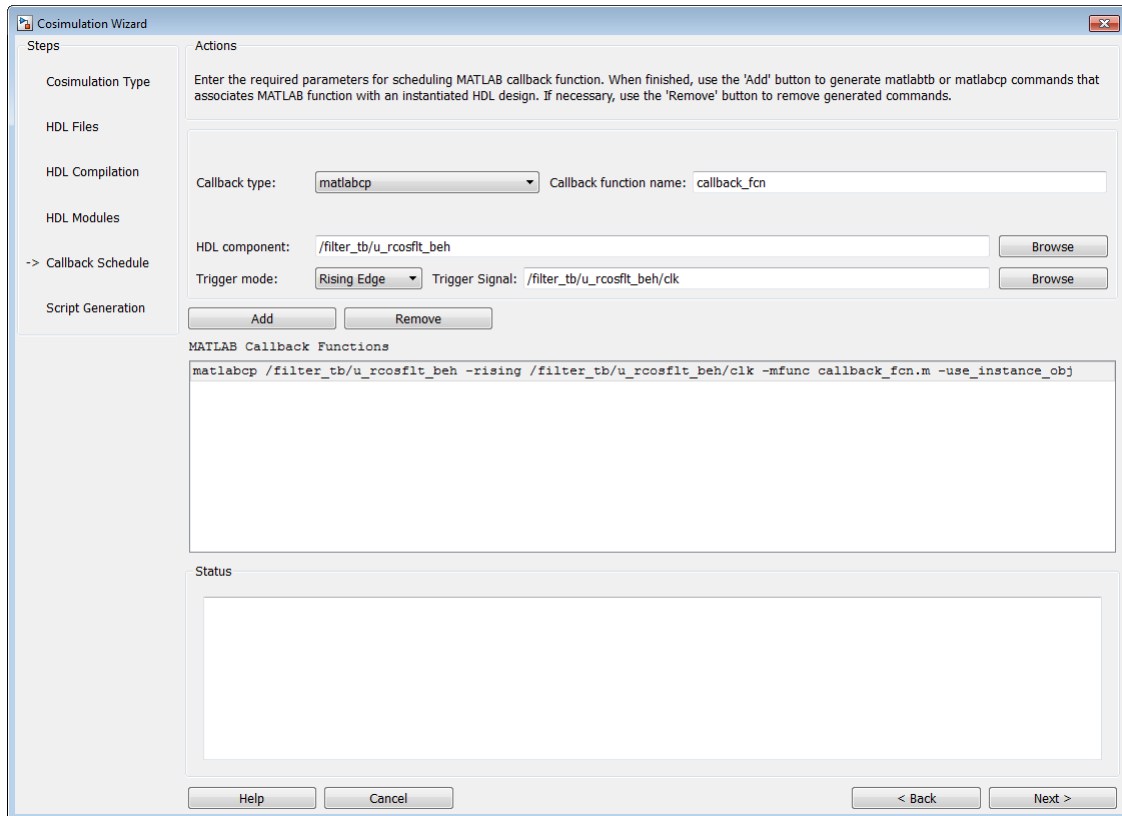 Cosimulation Wizard
Steps
Cosimulation Type
HDL Files
HDL Compilation
HDL Modules
-> Callback Schedule
Script Generation
Actions
Enter the required parameters for scheduling MATLAB callback function. When finished, use the 'Add' button to generate matlabtb or matlabcp commands that
associates MATLAB function with an instantiated HDL design. If necessary, use the 'Remove' button to remove generated commands.
Callback type: matlabcp Callback function name: callback_fcn
HDL component: /filter_tb/u_rcosflt_beh Browse
Trigger mode: Rising Edge Trigger Signal: /filter_tb/u_rcosflt_beh/clk Browse
Add Remove
MATLAB Callback Functions
matlabcp /filter_tb/u_rcosflt_beh -rising /filter_tb/u_rcosflt_beh/clk -mfunc callback_fcn.m -use_instance_obj
Status
Help Cancel < Back Next >